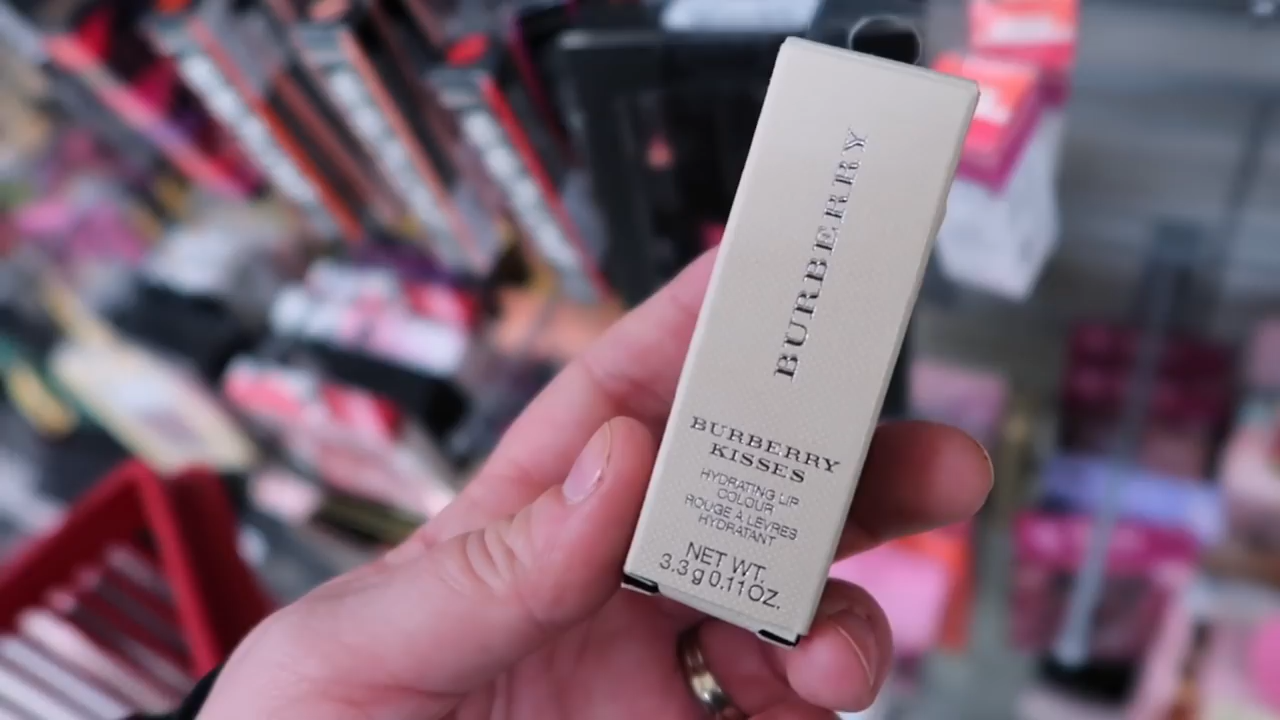 BURBERRY
BURBERRY
KISSES
HYDRATING LIP
COLOUR
ROUGE À LÈVRES
HYDRATANT
NET WT.
3.3 g 0.11 OZ.